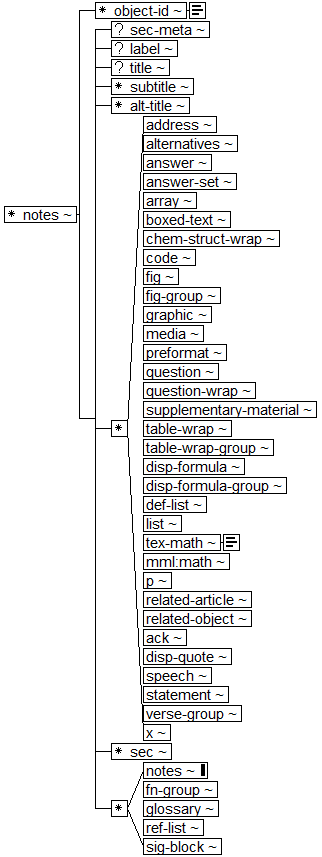 * object-id ~
? sec-meta ~
? label ~
? title ~
* subtitle ~
* alt-title ~
address ~
alternatives ~
answer ~
answer-set ~
array ~
* notes ~
boxed-text ~
chem-struct-wrap ~
code ~
fig ~
fig-group ~
graphic ~
media ~
preformat ~
question ~
question-wrap ~
supplementary-material ~
* table-wrap ~
table-wrap-group ~
disp-formula ~
disp-formula-group ~
def-list ~
list ~
tex-math ~
mml:math ~
p ~
related-article ~
related-object ~
ack ~
disp-quote ~
speech ~
statement ~
verse-group ~
x ~
* sec ~
notes ~
fn-group ~
* glossary ~
ref-list ~
sig-block ~